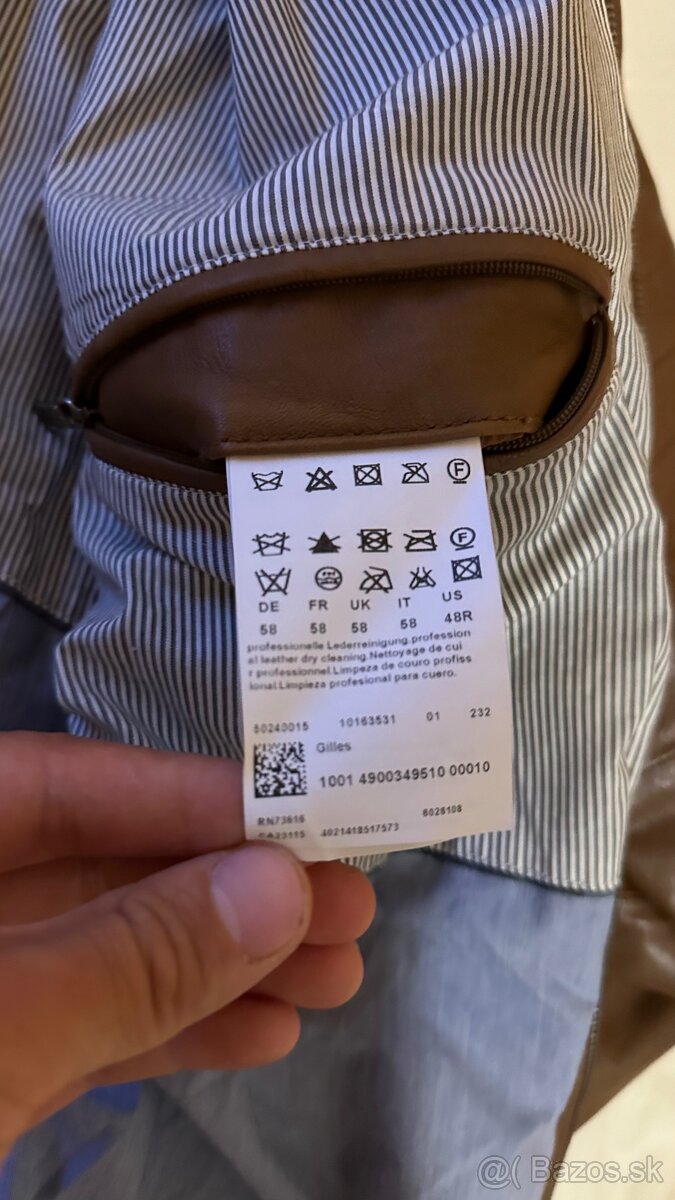 F
F
DE FR UK IT US
58 58 58 58 48R
professionelle Lederreinigung.profession
al leather dry cleaning.Nettoyage de cui
r professionnel.Limpeza de couro profiss
ional.Limpieza profesional para cuero.
50240015 10163531 01 232
Gilles
1001 4900349510 00010
RN73616 6026108
CA23115 4021418517573
@( Bazos.sk